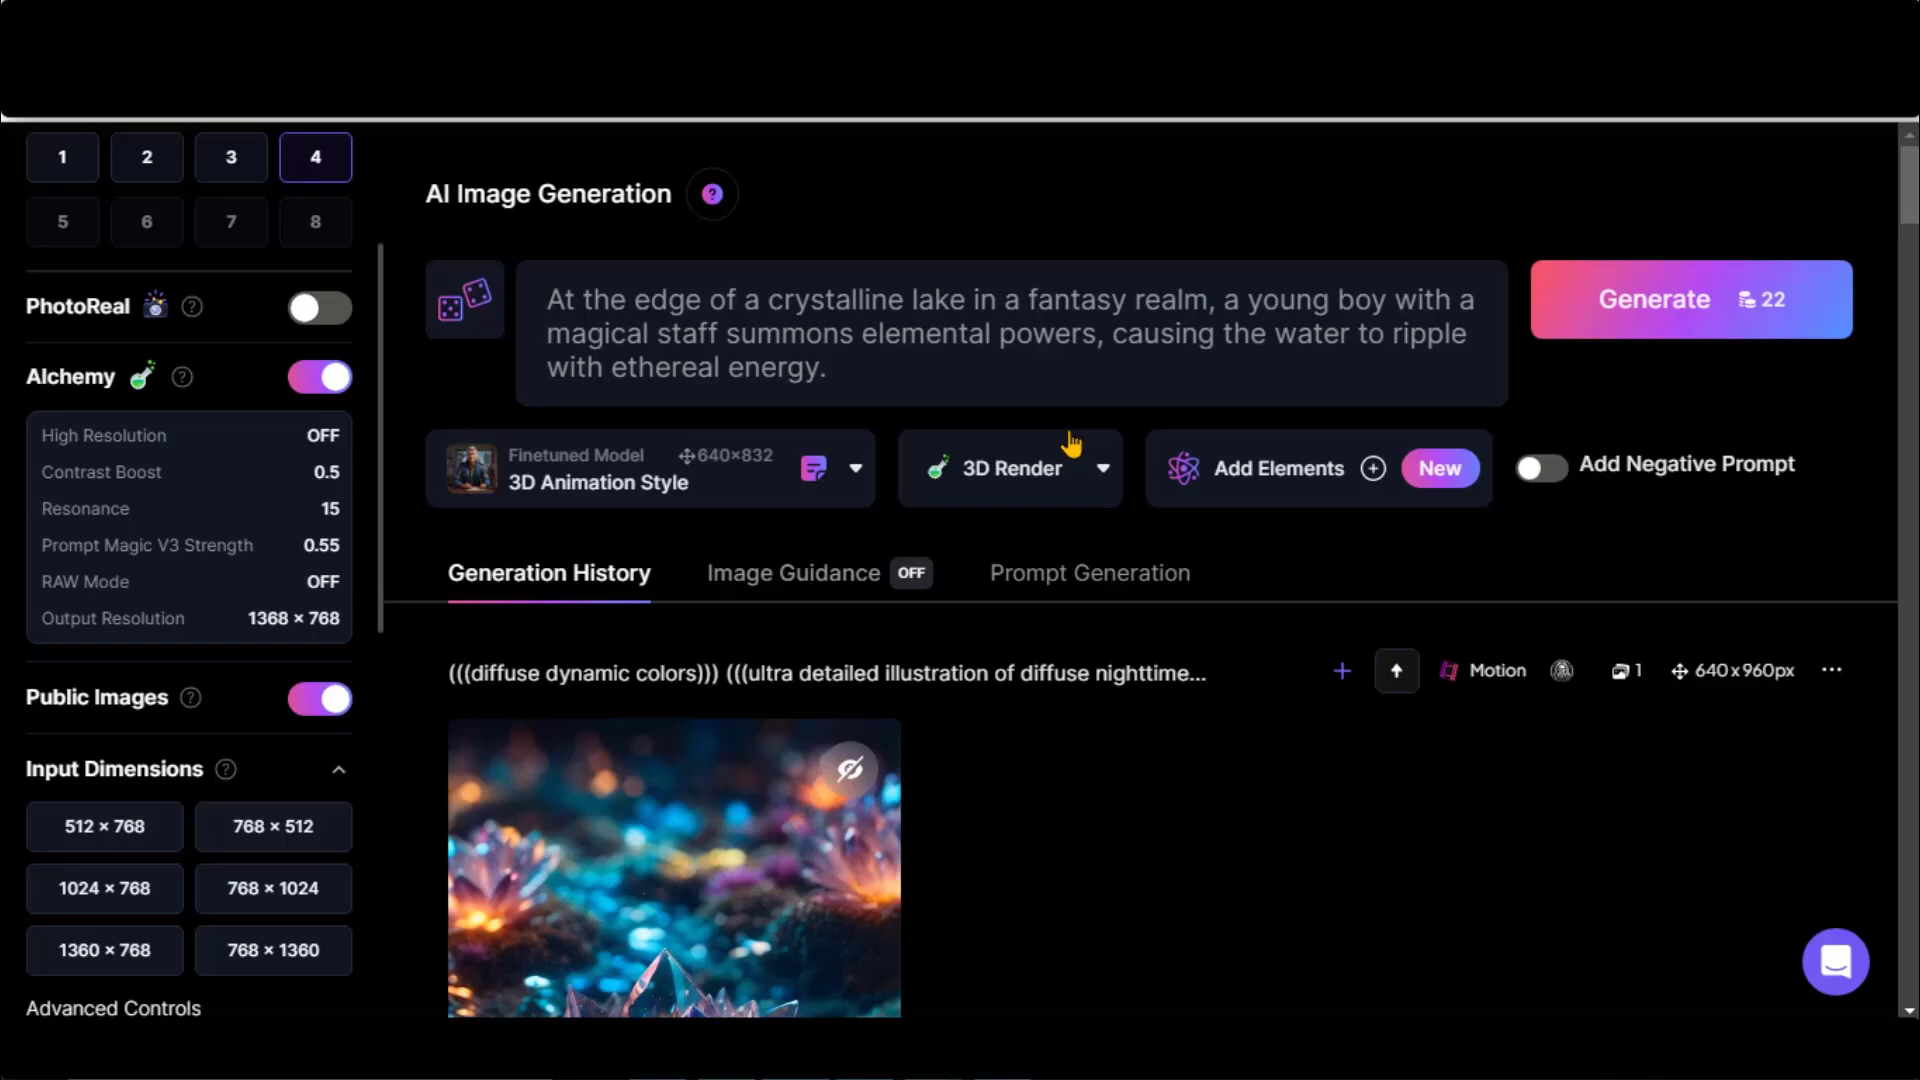 1 2 3 4
5 6 7 8
PhotoReal ?
Alchemy ?
High Resolution OFF
Contrast Boost 0.5
Resonance 15
Prompt Magic V3 Strength 0.55
RAW Mode OFF
Output Resolution 1368 × 768
Public Images ?
Input Dimensions ?
512 × 768 768 × 512
1024 × 768 768 × 1024
1360 × 768 768 × 1360
Advanced Controls
AI Image Generation ?
At the edge of a crystalline lake in a fantasy realm, a young boy with a
magical staff summons elemental powers, causing the water to ripple
with ethereal energy.
Generate 22
Finetuned Model 640×832
3D Animation Style
3D Render
Add Elements New
Add Negative Prompt
Generation History Image Guidance OFF Prompt Generation
(((diffuse dynamic colors))) (((ultra detailed illustration of diffuse nighttime...
Motion 1 640 x 960px